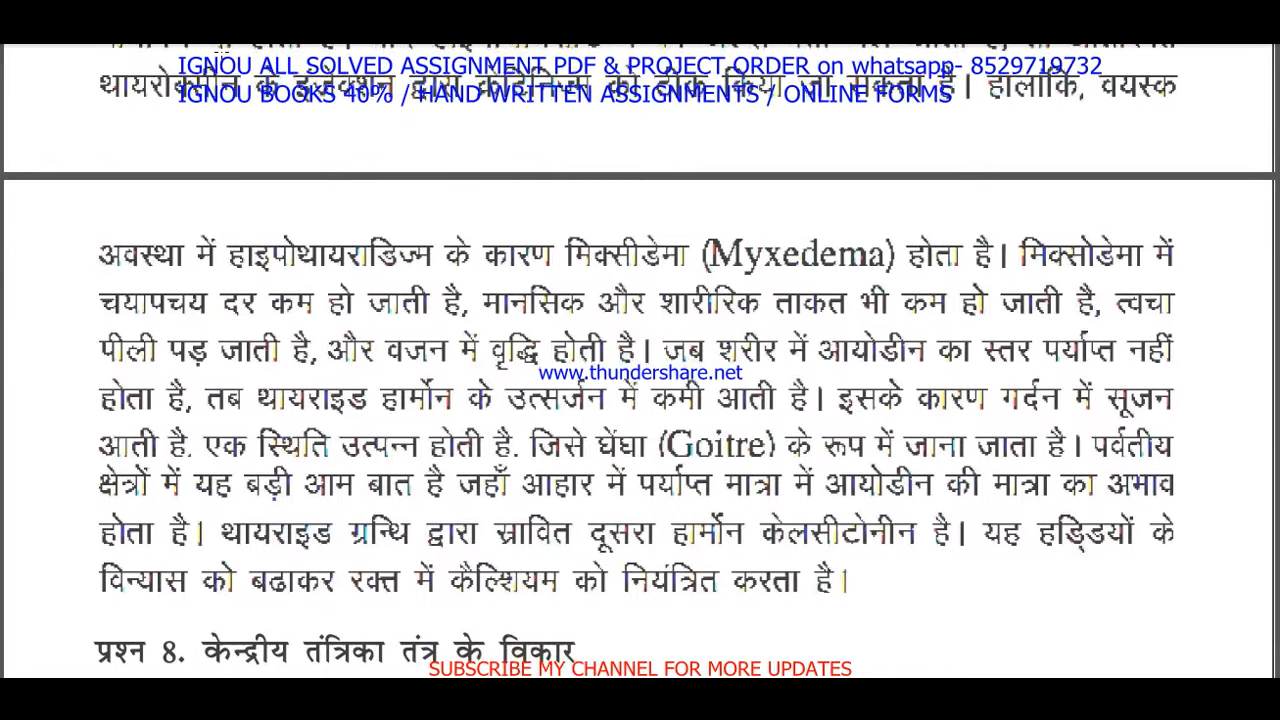 IGNOU ALL SOLVED ASSIGNMENT PDF & PROJECT ORDER on whatsapp- 8529719732
थायरोक्सीन के इंजेक्शन द्वारा क्रेटिनिज्म को ठीक किया जा सकता है। हालाँकि, वयस्क
IGNOU BOOKS 40% / HAND WRITTEN ASSIGNMENTS / ONLINE FORMS
अवस्था में हाइपोथायराडिज्म के कारण मिक्सीडेमा (Myxedema) होता है। मिक्सोडेमा में
चयापचय दर कम हो जाती है, मानसिक और शारीरिक ताकत भी कम हो जाती है, त्वचा
पीली पड़ जाती है, और वजन में वृद्धि होती है। जब शरीर में आयोडीन का स्तर पर्याप्त नहीं
www.thundershare.net
होता है, तब थायराइड हार्मोन के उत्सर्जन में कमी आती है। इसके कारण गर्दन में सूजन
आती है, एक स्थिति उत्पन्न होती है, जिसे घेंघा (Goitre) के रूप में जाना जाता है। पर्वतीय
क्षेत्रों में यह बड़ी आम बात है जहाँ आहार में पर्याप्त मात्रा में आयोडीन की मात्रा का अभाव
होता है। थायराइड ग्रन्थि द्वारा स्रावित दूसरा हार्मोन केलसीटोनीन है। यह हड्डियों के
विन्यास को बढाकर रक्त में कैल्शियम को नियंत्रित करता है।
प्रश्न 8. केन्द्रीय तंत्रिका तंत्र के विकार
SUBSCRIBE MY CHANNEL FOR MORE UPDATES